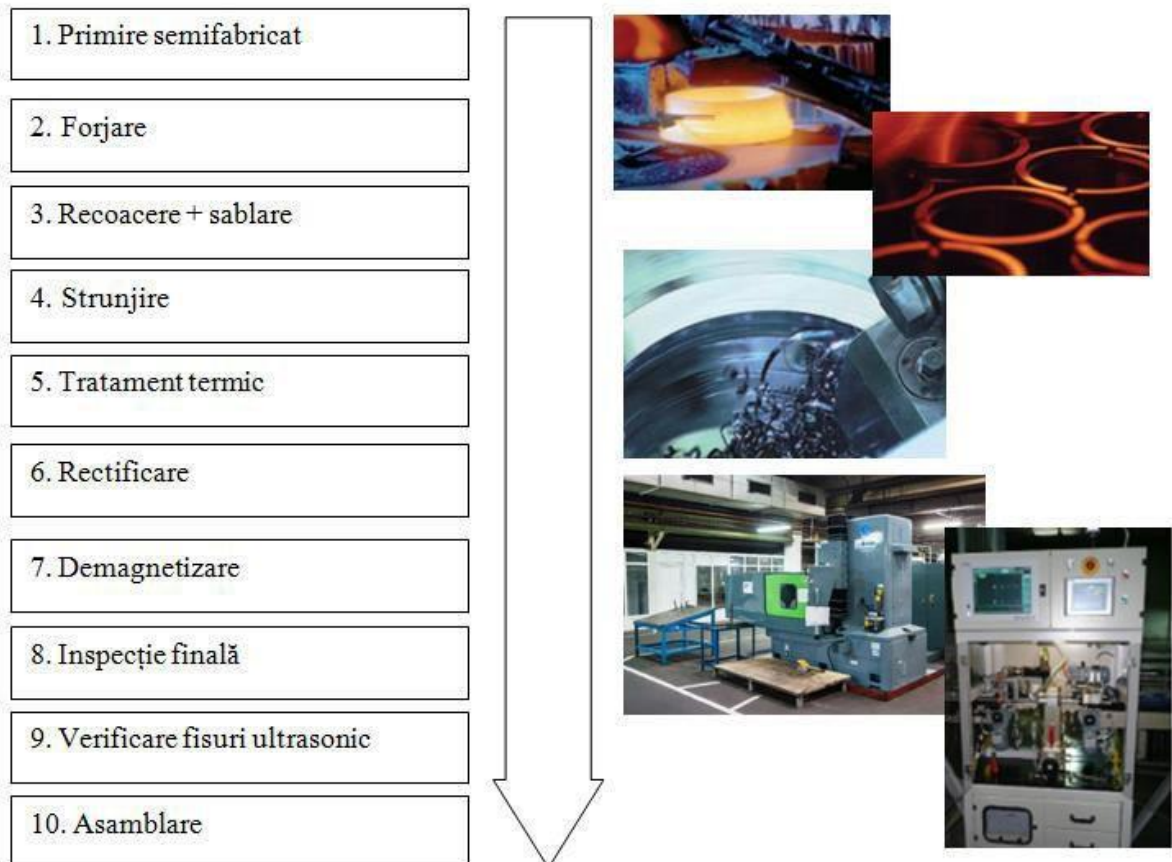 1. Primire semifabricat
2. Forjare
3. Recoacere + sablare
4. Strunjire
5. Tratament termic
6. Rectificare
7. Demagnetizare
8. Inspecție finală
9. Verificare fisuri ultrasonic
10. Asamblare